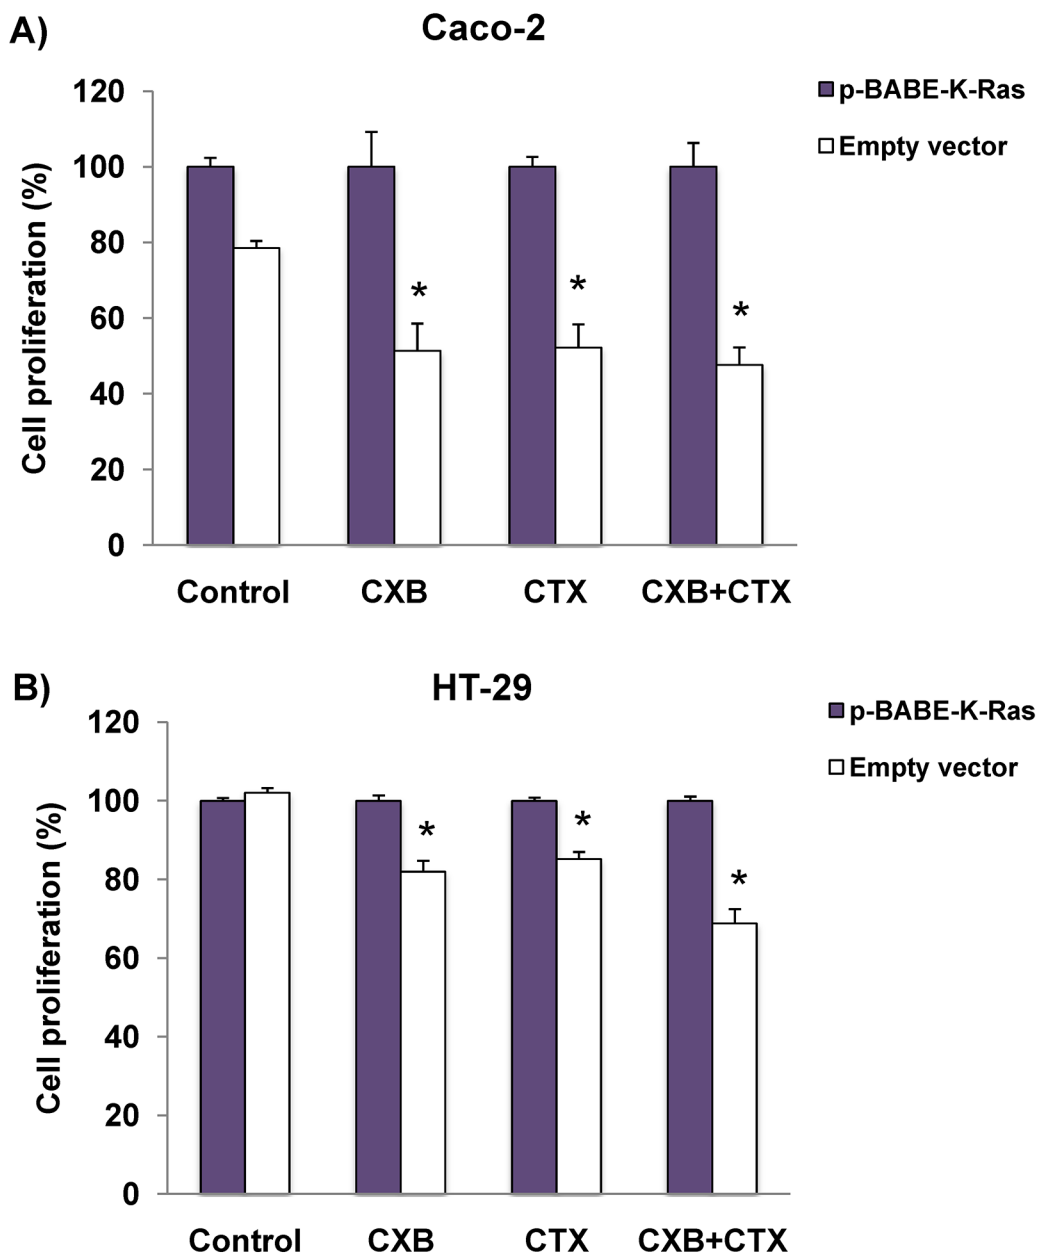 A)
Caco-2
p-BABE-K-Ras
Empty vector
Cell proliferation (%)
120
100
80
60
40
20
0
*
*
*
Control CXB CTX CXB+CTX
B)
HT-29
p-BABE-K-Ras
Empty vector
Cell proliferation (%)
120
100
80
60
40
20
0
*
*
*
Control CXB CTX CXB+CTX